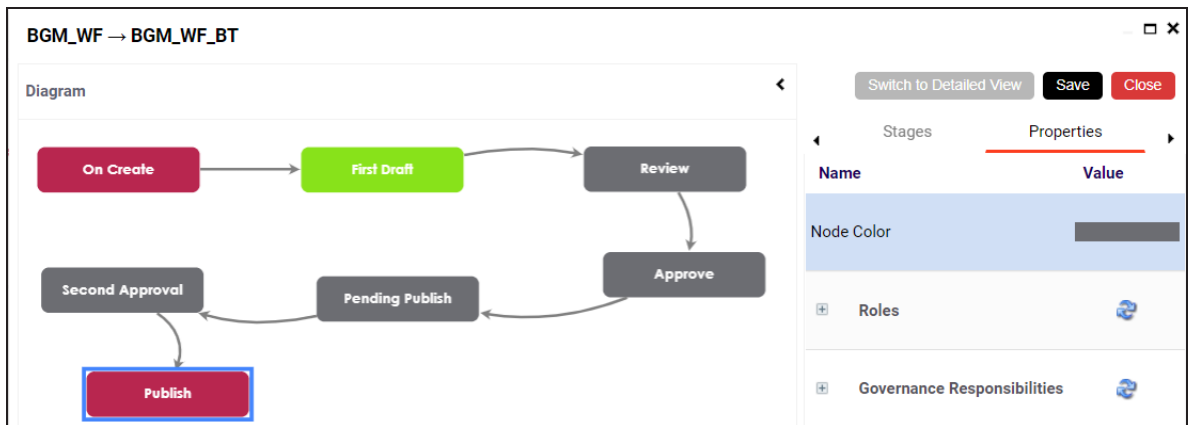 BGM_WF → BGM_WF_BT
Diagram
Switch to Detailed View
Save
Close
Stages
Properties
Name
Value
On Create
First Draft
Review
Node Color
Approve
Second Approval
Pending Publish
Roles
Publish
Governance Responsibilities